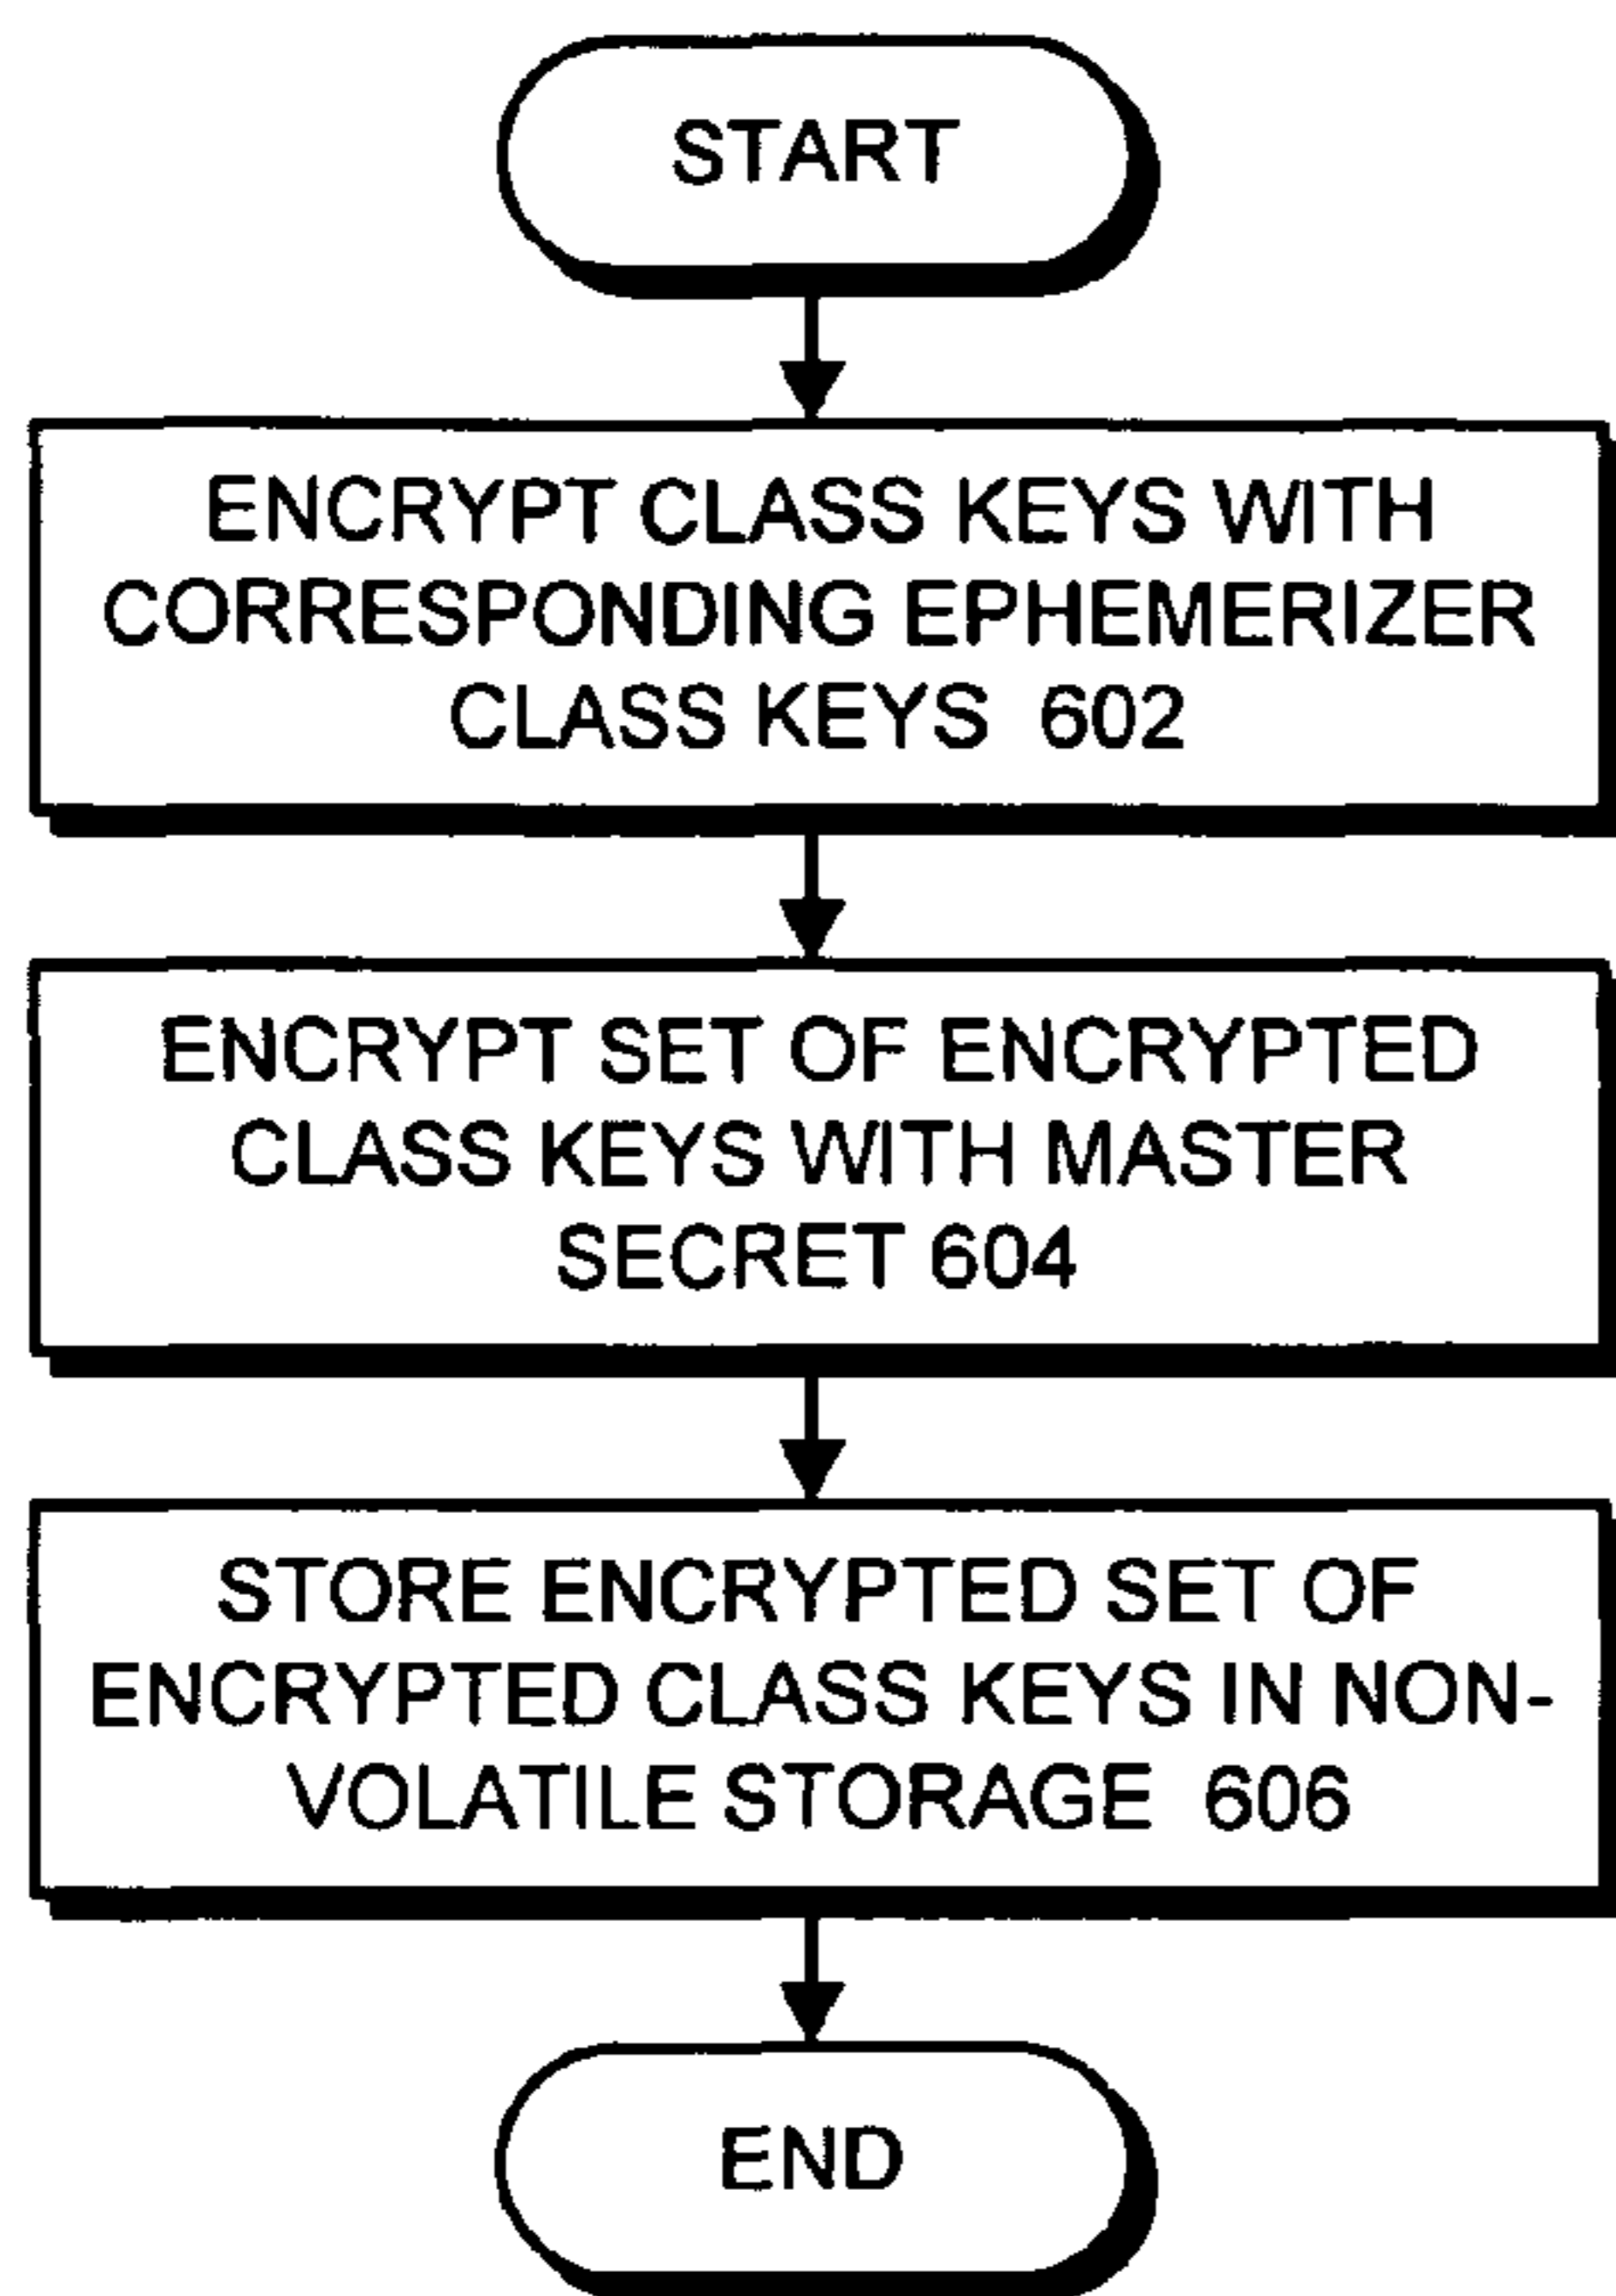 START
ENCRYPT CLASS KEYS WITH
CORRESPONDING EPHEMERIZER
CLASS KEYS 602
ENCRYPT SET OF ENCRYPTED
CLASS KEYS WITH MASTER
SECRET 604
STORE ENCRYPTED SET OF
ENCRYPTED CLASS KEYS IN NON-
VOLATILE STORAGE 606
END